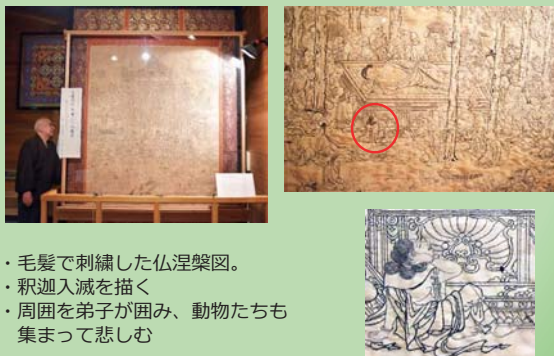 ・毛髪で刺繍した仏涅槃図。
・釈迦入滅を描く
・周囲を弟子が囲み、動物たちも
集まって悲しむ